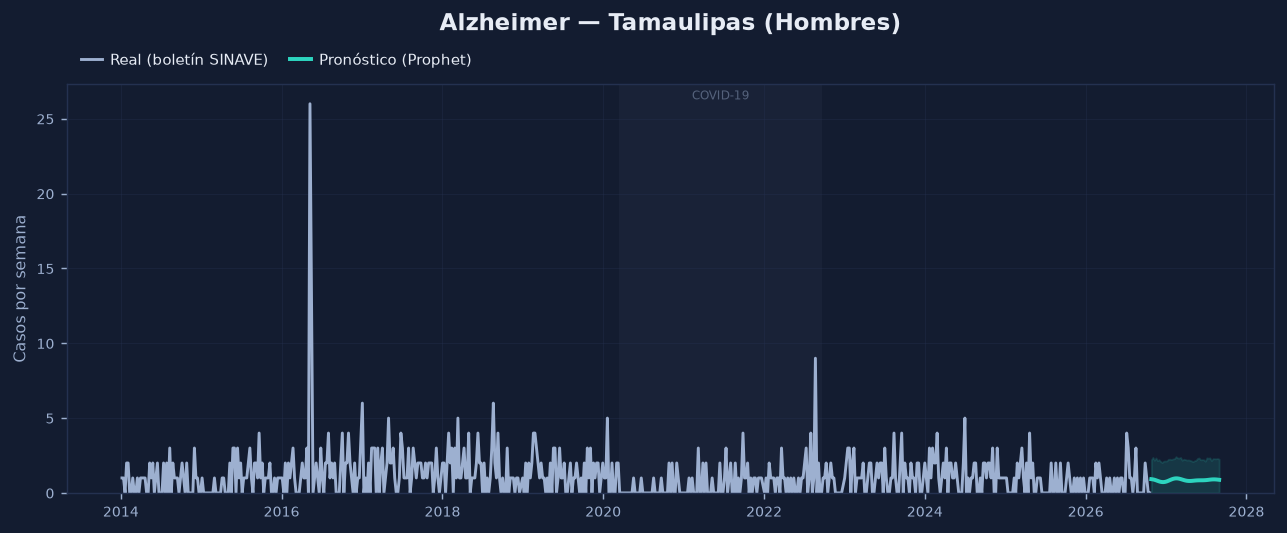 Alzheimer — Tamaulipas (Hombres)
Real (boletín SINAVE) Pronóstico (Prophet)
COVID-19
Casos por semana
25
20
15
10
5
0
2014 2016 2018 2020 2022 2024 2026 2028